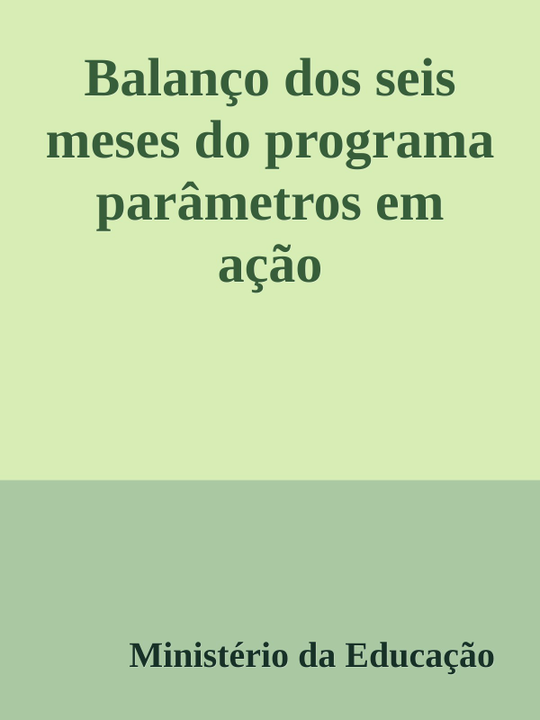 Balanço dos seis
meses do programa
parâmetros em
ação
Ministério da Educação